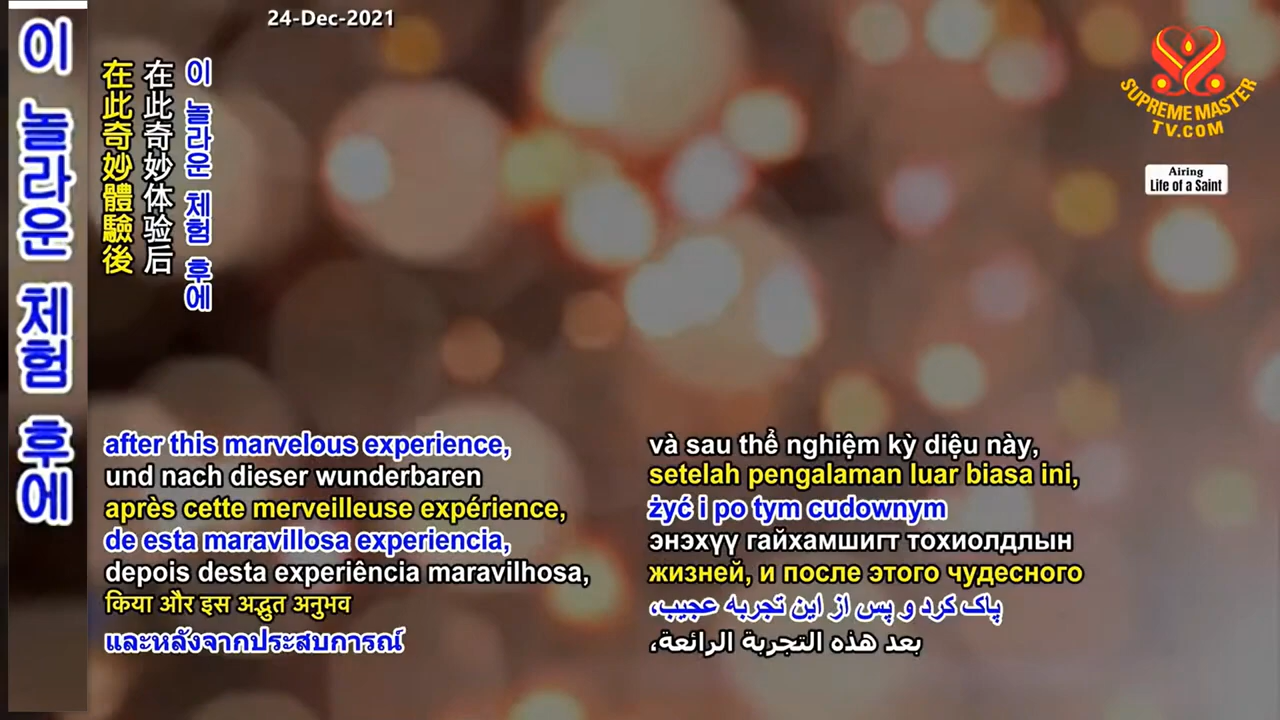 24-Dec-2021
이 놀라운 체험 후에
在此奇妙體驗後
在此奇妙体验后
이 놀라운 체험 후에
SUPREME MASTER
TV.COM
Airing
Life of a Saint
after this marvelous experience,
und nach dieser wunderbaren
après cette merveilleuse expérience,
de esta maravillosa experiencia,
depois desta experiência maravilhosa,
किया और इस अद्भुत अनुभव
และหลังจากประสบการณ์
và sau thể nghiệm kỳ diệu này,
setelah pengalaman luar biasa ini,
żyć i po tym cudownym
энэхүү гайхамшигт тохиолдлын
жизней, и после этого чудесного
پاک کرد و پس از این تجربه عجیب،
بعد هذه التجربة الرائعة،